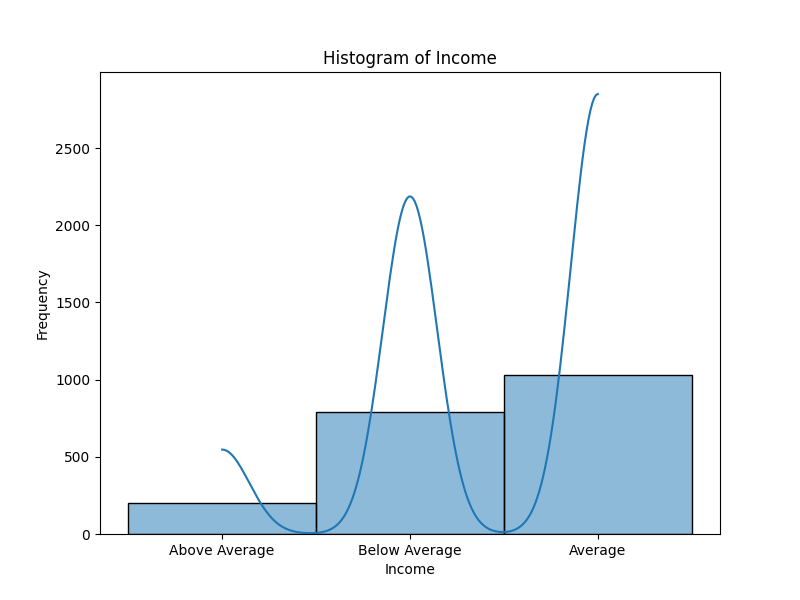 Histogram of Income
Frequency
2500
2000
1500
1000
500
0
Above Average
Below Average
Average
Income